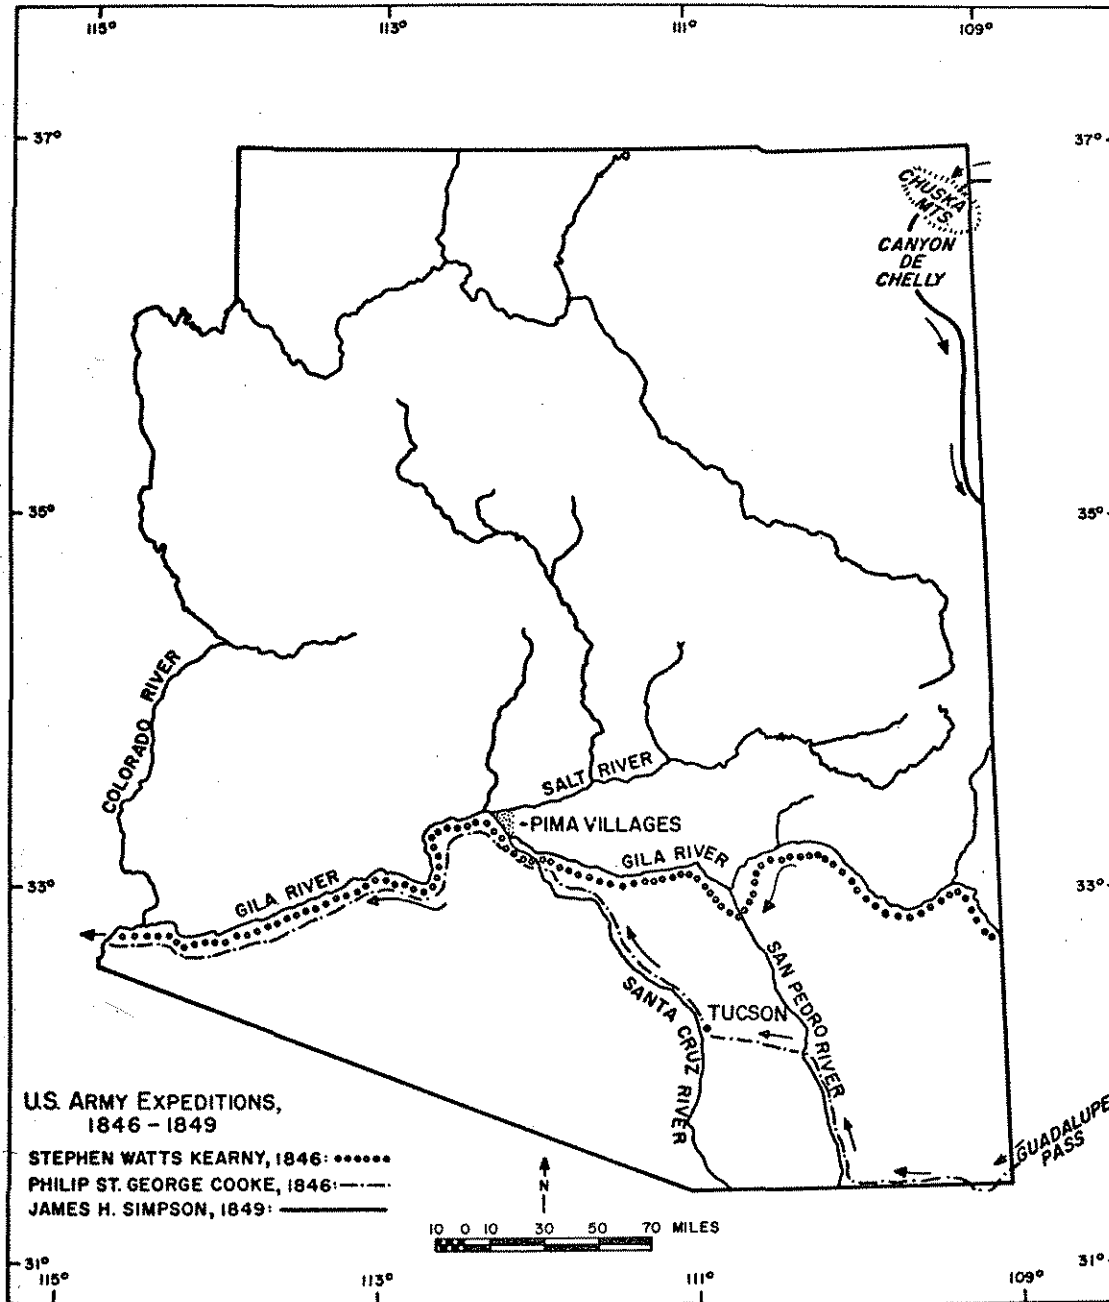 115°
113°
111°
109°
37°
37°
CHUSKA
MTS.
CANYON
DE
CHELLY
35°
35°
COLORADO RIVER
SALT RIVER
-PIMA VILLAGES
GILA RIVER
33°
33°
GILA RIVER
SAN PEDRO RIVER
SANTA CRUZ RIVER
TUCSON
U.S. ARMY EXPEDITIONS,
1846-1849
STEPHEN WATTS KEARNY, 1846:
PHILIP ST. GEORGE COOKE, 1846:
JAMES H. SIMPSON, 1849:
GUADALUPE
PASS
N
10 0 10 30 50 70 MILES
31°
31°
115°
113°
111°
109°